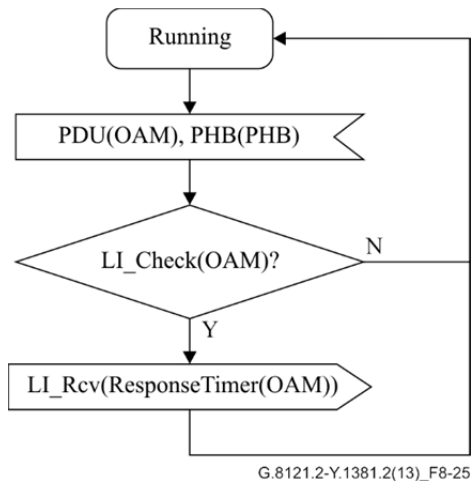 Running
PDU(OAM), PHB(PHB)
LI_Check(OAM)?
N
Y
LI_Rcv(ResponseTimer(OAM))
G.8121.2-Y.1381.2(13)_F8-25